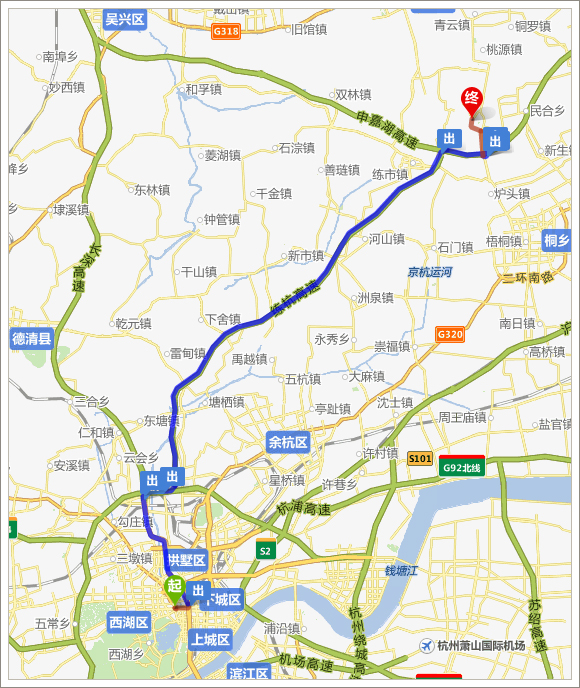 吴兴区
G318
旧馆镇
青云镇
铜罗镇
南埠乡
桃源镇
妙西镇
和孚镇
双林镇
终
民合乡
申嘉湖高速
出
出
菱湖镇
石淙镇
新生镇
善琏镇
练市镇
东林镇
千金镇
炉头镇
埭溪镇
钟管镇
河山镇
石门镇
梧桐镇
桐乡
长深高速
新市镇
京杭运河
二环南路
干山镇
练杭高速
洲泉镇
德清县
乾元镇
下舍镇
永秀乡
崇福镇
G320
南日镇
高桥镇
雷甸镇
禹越镇
五杭镇
大麻镇
三合乡
塘栖镇
亭趾镇
沈士镇
周王庙镇
盐官镇
仁和镇
东塘镇
余杭区
云会乡
许村镇
S101
G92北线
安溪镇
出
出
星桥镇
许巷乡
勾庄镇
杭浦高速
S2
三墩镇
拱墅区
钱塘江
起
出
下城区
西湖区
五常乡
上城区
浦沿镇
杭州绕城高
苏绍高速
西湖乡
机场高速
杭州萧山国际机场
滨江区